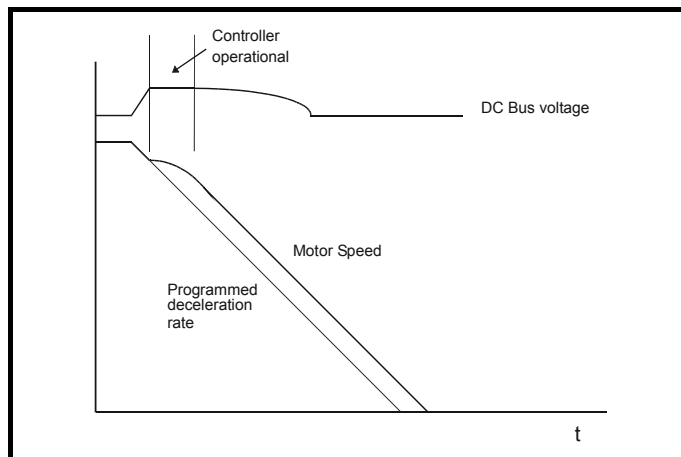 Controller
operational
DC Bus voltage
Motor Speed
Programmed
deceleration
rate
t